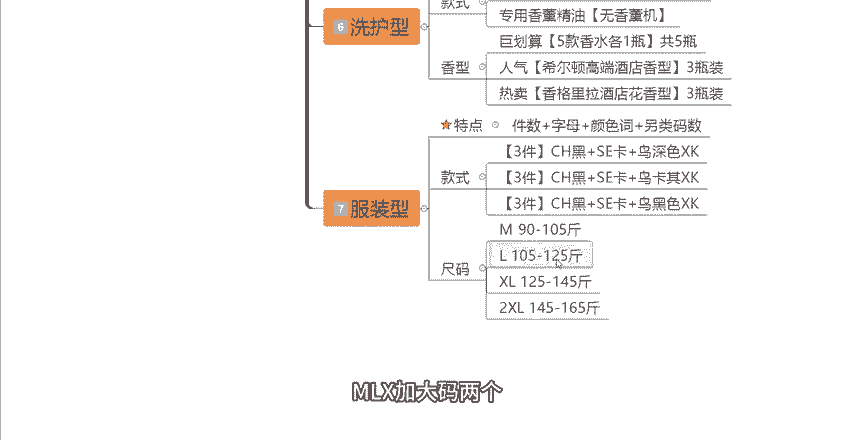 款式
专用香薰精油【无香薰机】
6 洗护型
巨划算【5款香水各1瓶】共5瓶
香型
人气【希尔顿高端酒店香型】3瓶装
热卖【香格里拉酒店花香型】3瓶装
特点
件数+字母+颜色词+另类码数
【3件】CH黑+SE卡+鸟深色XK
款式
【3件】CH黑+SE卡+鸟卡其XK
【3件】CH黑+SE卡+鸟黑色XK
7 服装型
M 90-105斤
L 105-125斤
尺码
XL 125-145斤
2XL 145-165斤
MLX加大码两个